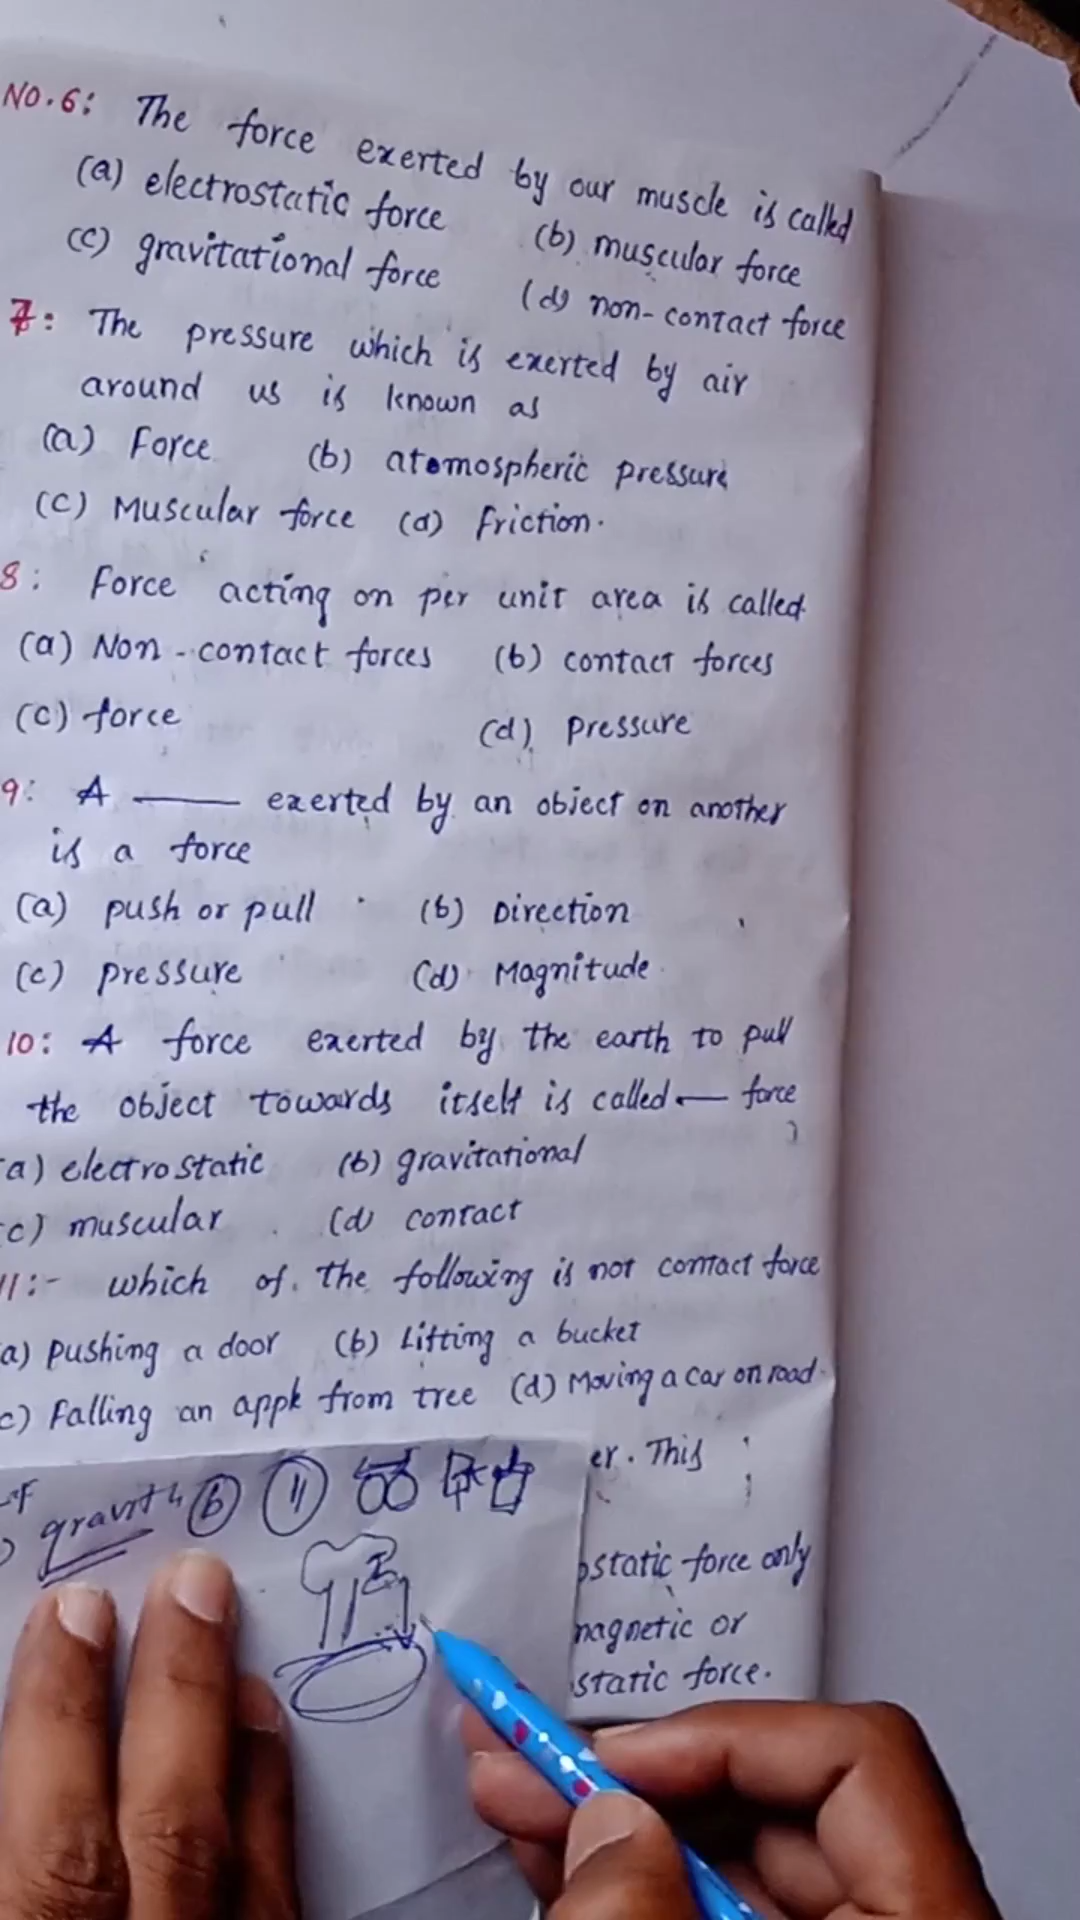 No.6: The force exerted by our muscle is called
(a) electrostatic force (b) muscular force
(c) gravitational force (d) non-contact force
7: The pressure which is exerted by air
around us is known as
(a) Force (b) atomospheric pressure
(c) Muscular force (d) friction.
8: Force acting on per unit area is called
(a) Non-contact forces (b) contact forces
(c) force (d) Pressure
9: A —— exerted by an object on another
is a force
(a) push or pull (b) Direction
(c) pressure (d) Magnitude
10: A force exerted by the earth to pull
the object towards itself is called — force
a) electrostatic (b) gravitational
c) muscular (d) contact
11:- which of the following is not contact force
a) Pushing a door (b) Lifting a bucket
c) Falling an apple from tree (d) Moving a car on road
er. This
gravity (b) 11
static force only
magnetic or
static force.